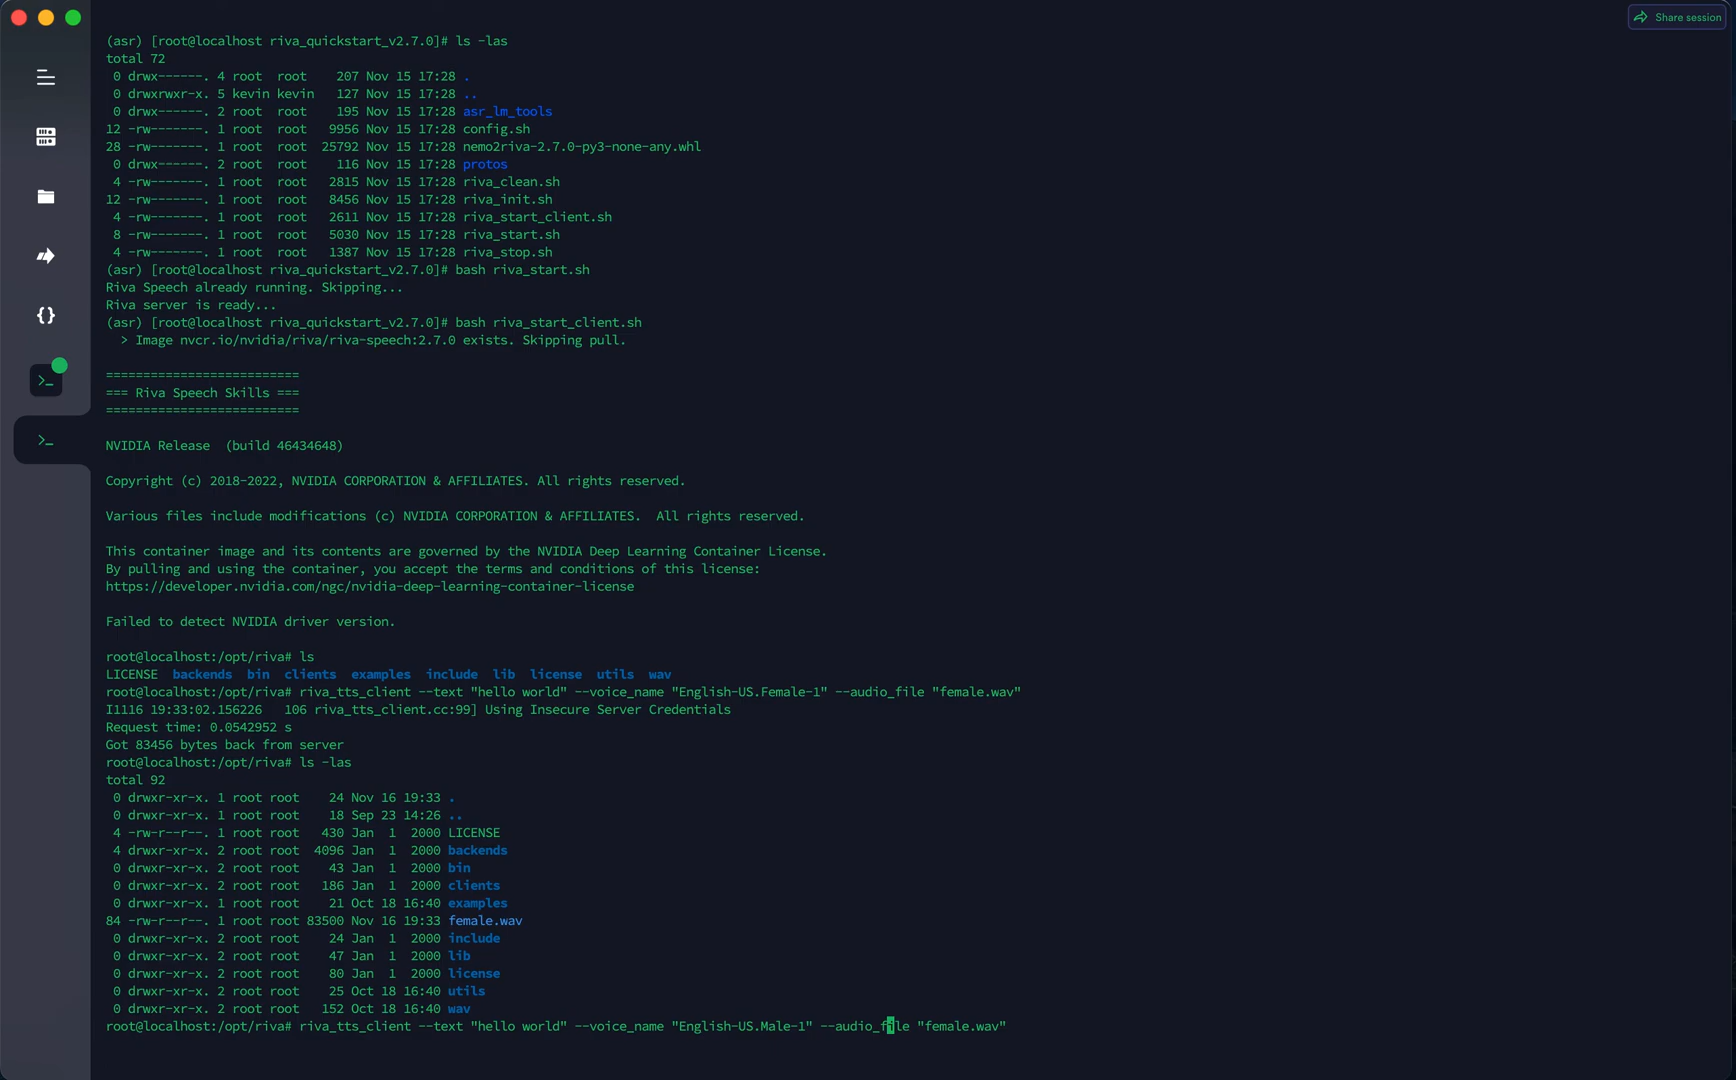 Share session
(asr) [root@localhost riva_quickstart_v2.7.0]# ls -las
total 72
0 drwx------. 4 root root 207 Nov 15 17:28 .
0 drwxrwxr-x. 5 kevin kevin 127 Nov 15 17:28 ..
0 drwx------. 2 root root 195 Nov 15 17:28 asr_lm_tools
12 -rw-------. 1 root root 9956 Nov 15 17:28 config.sh
28 -rw-------. 1 root root 25792 Nov 15 17:28 nemo2riva-2.7.0-py3-none-any.whl
0 drwx------. 2 root root 116 Nov 15 17:28 protos
4 -rw-------. 1 root root 2815 Nov 15 17:28 riva_clean.sh
12 -rw-------. 1 root root 8456 Nov 15 17:28 riva_init.sh
4 -rw-------. 1 root root 2611 Nov 15 17:28 riva_start_client.sh
8 -rw-------. 1 root root 5030 Nov 15 17:28 riva_start.sh
4 -rw-------. 1 root root 1387 Nov 15 17:28 riva_stop.sh
(asr) [root@localhost riva_quickstart_v2.7.0]# bash riva_start.sh
Riva Speech already running. Skipping...
Riva server is ready...
(asr) [root@localhost riva_quickstart_v2.7.0]# bash riva_start_client.sh
> Image nvcr.io/nvidia/riva/riva-speech:2.7.0 exists. Skipping pull.
==========================
=== Riva Speech Skills ===
==========================
NVIDIA Release (build 46434648)
Copyright (c) 2018-2022, NVIDIA CORPORATION & AFFILIATES. All rights reserved.
Various files include modifications (c) NVIDIA CORPORATION & AFFILIATES. All rights reserved.
This container image and its contents are governed by the NVIDIA Deep Learning Container License.
By pulling and using the container, you accept the terms and conditions of this license:
https://developer.nvidia.com/ngc/nvidia-deep-learning-container-license
Failed to detect NVIDIA driver version.
root@localhost:/opt/riva# ls
LICENSE backends bin clients examples include lib license utils wav
root@localhost:/opt/riva# riva_tts_client --text "hello world" --voice_name "English-US.Female-1" --audio_file "female.wav"
I1116 19:33:02.156226 106 riva_tts_client.cc:99] Using Insecure Server Credentials
Request time: 0.0542952 s
Got 83456 bytes back from server
root@localhost:/opt/riva# ls -las
total 92
0 drwxr-xr-x. 1 root root 24 Nov 16 19:33 .
0 drwxr-xr-x. 1 root root 18 Sep 23 14:26 ..
4 -rw-r--r--. 1 root root 430 Jan 1 2000 LICENSE
4 drwxr-xr-x. 2 root root 4096 Jan 1 2000 backends
0 drwxr-xr-x. 2 root root 43 Jan 1 2000 bin
0 drwxr-xr-x. 2 root root 186 Jan 1 2000 clients
0 drwxr-xr-x. 1 root root 21 Oct 18 16:40 examples
84 -rw-r--r--. 1 root root 83500 Nov 16 19:33 female.wav
0 drwxr-xr-x. 2 root root 24 Jan 1 2000 include
0 drwxr-xr-x. 2 root root 47 Jan 1 2000 lib
0 drwxr-xr-x. 2 root root 80 Jan 1 2000 license
0 drwxr-xr-x. 2 root root 25 Oct 18 16:40 utils
0 drwxr-xr-x. 2 root root 152 Oct 18 16:40 wav
root@localhost:/opt/riva# riva_tts_client --text "hello world" --voice_name "English-US.Male-1" --audio_file "female.wav"